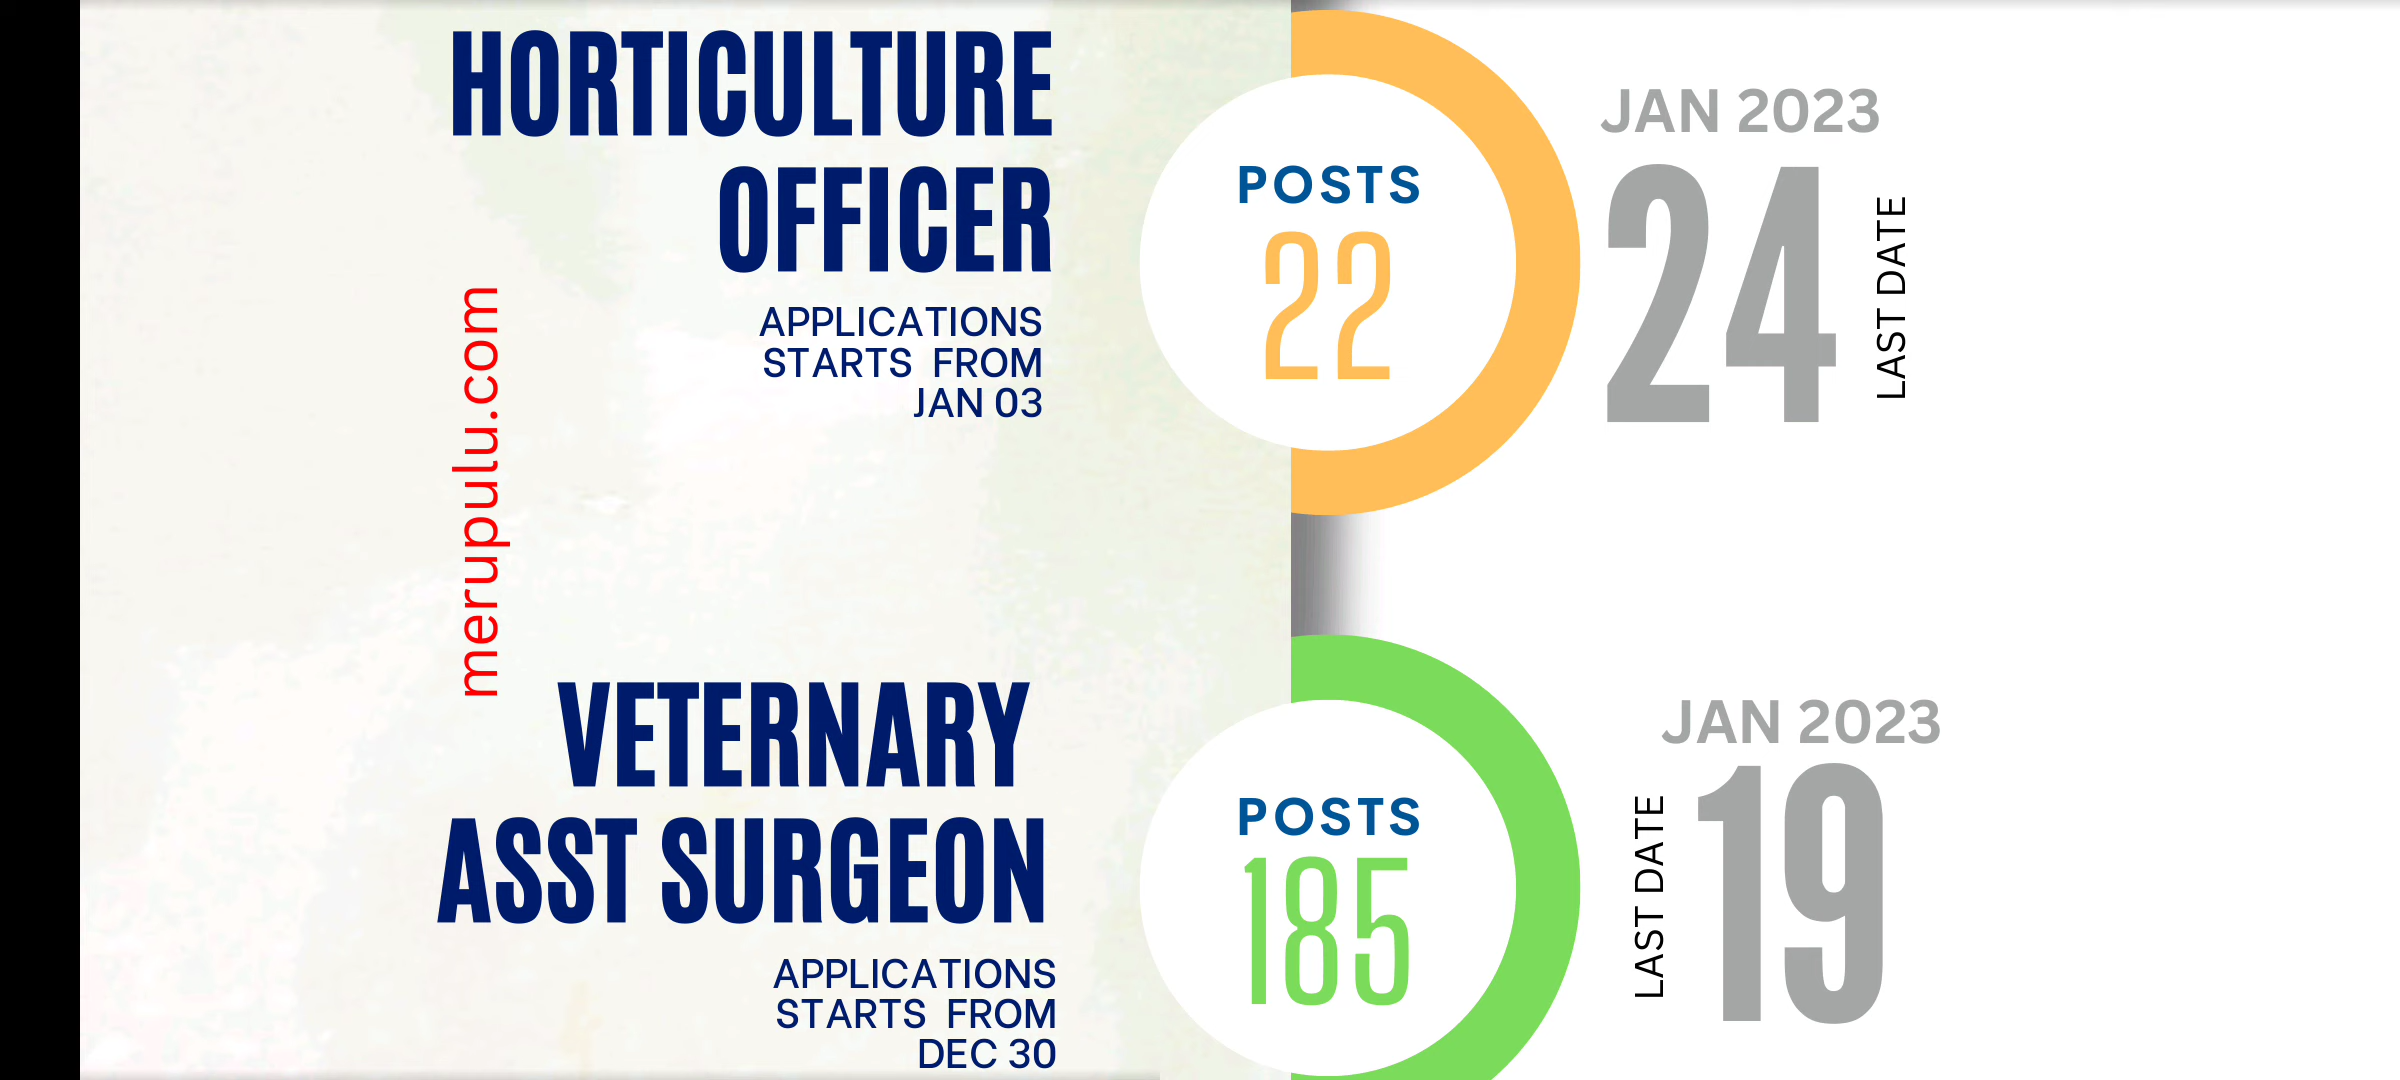 HORTICULTURE
OFFICER
APPLICATIONS
STARTS FROM
JAN 03
POSTS
22
JAN 2023
24
LAST DATE
merupulu.com
VETERNARY
ASST SURGEON
APPLICATIONS
STARTS FROM
DEC 30
POSTS
185
JAN 2023
LAST DATE
19